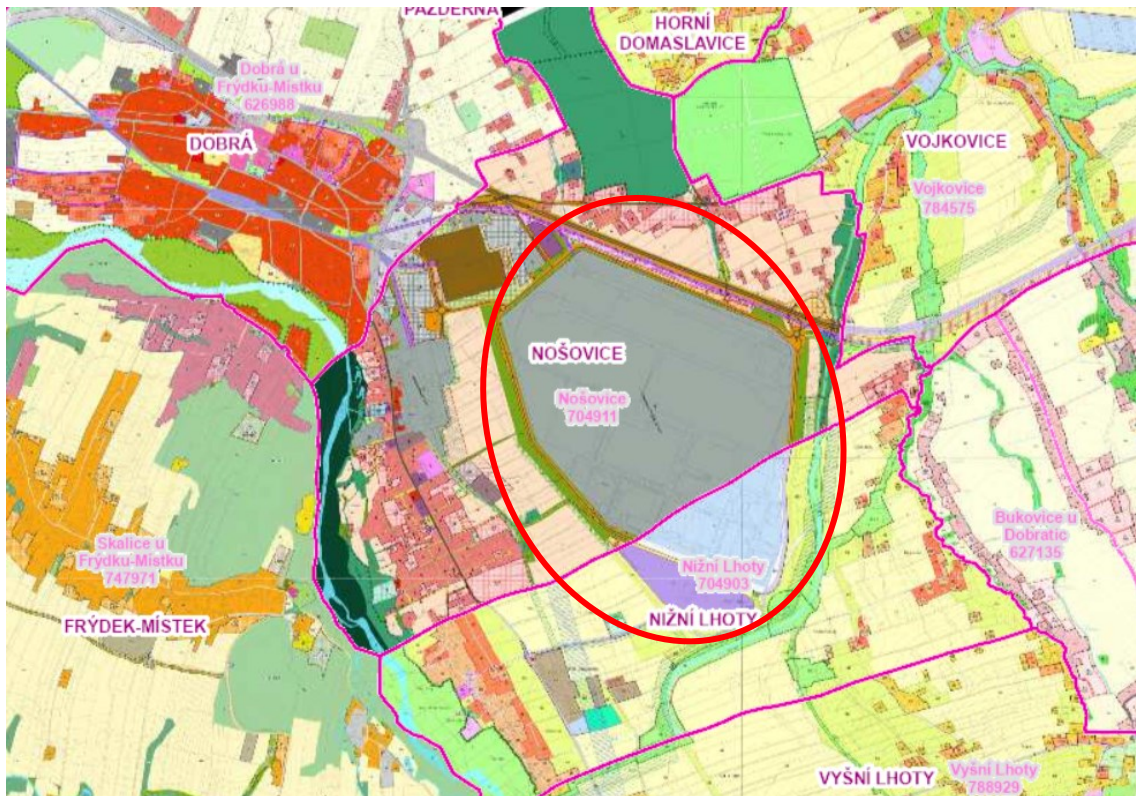 PAZDERNA
HORNÍ
DOMASLAVICE
Dobrá u
Frýdku-Místku
626988
DOBRÁ
VOJKOVICE
Vojkovice
784575
NOŠOVICE
Nošovice
704911
Skalice u
Frýdku-Místku
747971
Bukovice u
Dobratic
627135
Nižní Lhoty
704903
FRÝDEK-MÍSTEK
NIŽNÍ LHOTY
VYŠNÍ LHOTY
Vyšní Lhoty
788929